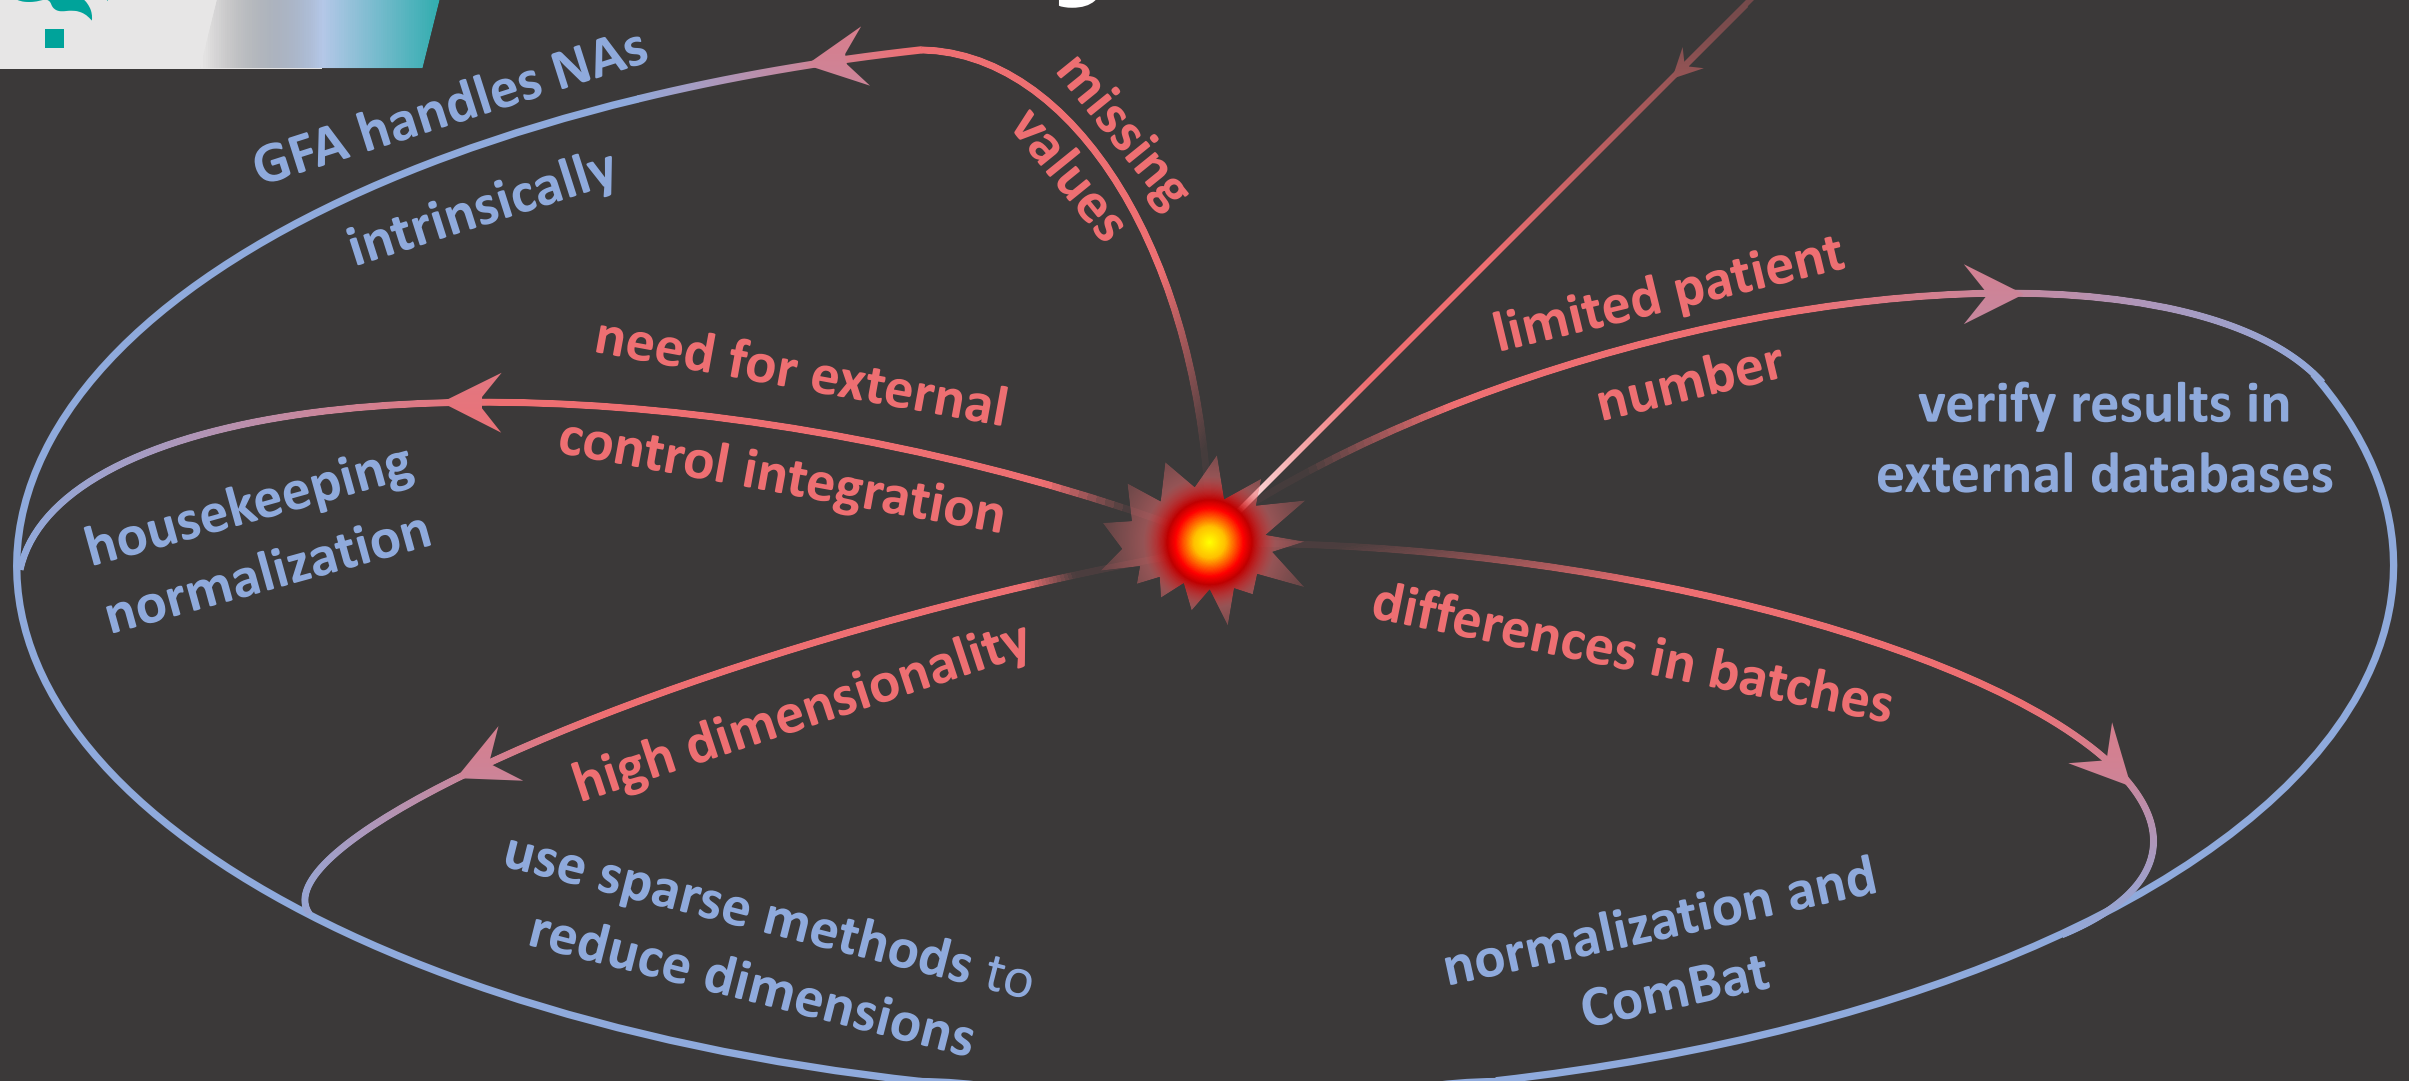 GFA handles NAs
intrinsically
missing
values
need for external
control integration
limited patient
number
verify results in
external databases
housekeeping
normalization
high dimensionality
differences in batches
use sparse methods to
reduce dimensions
normalization and
ComBat